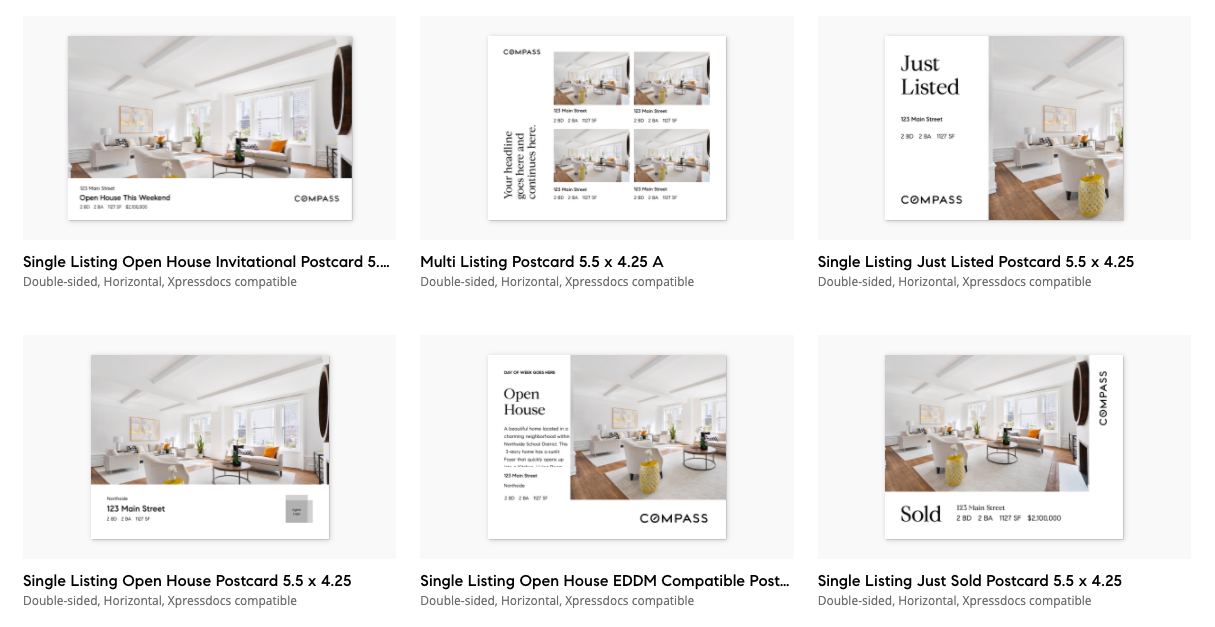 123 Main Street
Open House This Weekend
2 BD 2 BA 1127 SF $2,100,000
COMPASS
Single Listing Open House Invitational Postcard 5....
Double-sided, Horizontal, Xpressdocs compatible
COMPASS
Your headline
goes here and
continues here.
123 Main Street
2 BD 2 BA 1127 SF
123 Main Street
2 BD 2 BA 1127 SF
123 Main Street
2 BD 2 BA 1127 SF
123 Main Street
2 BD 2 BA 1127 SF
Multi Listing Postcard 5.5 x 4.25 A
Double-sided, Horizontal, Xpressdocs compatible
Just
Listed
123 Main Street
2 BD 2 BA 1127 SF
COMPASS
Single Listing Just Listed Postcard 5.5 x 4.25
Double-sided, Horizontal, Xpressdocs compatible
Northside
123 Main Street
2 BD 2 BA 1127 SF
Single Listing Open House Postcard 5.5 x 4.25
Double-sided, Horizontal, Xpressdocs compatible
DAY OF WEEK GOES HERE
Open
House
A beautiful home located in a
charming neighborhood within
Northside School District. This
3-story home has a sunlit
Foyer that quickly opens up
123 Main Street
Northside
2 BD 2 BA 1127 SF
COMPASS
Single Listing Open House EDDM Compatible Post...
Double-sided, Horizontal, Xpressdocs compatible
COMPASS
Sold
123 Main Street
2 BD 2 BA 1127 SF $2,100,000
Single Listing Just Sold Postcard 5.5 x 4.25
Double-sided, Horizontal, Xpressdocs compatible